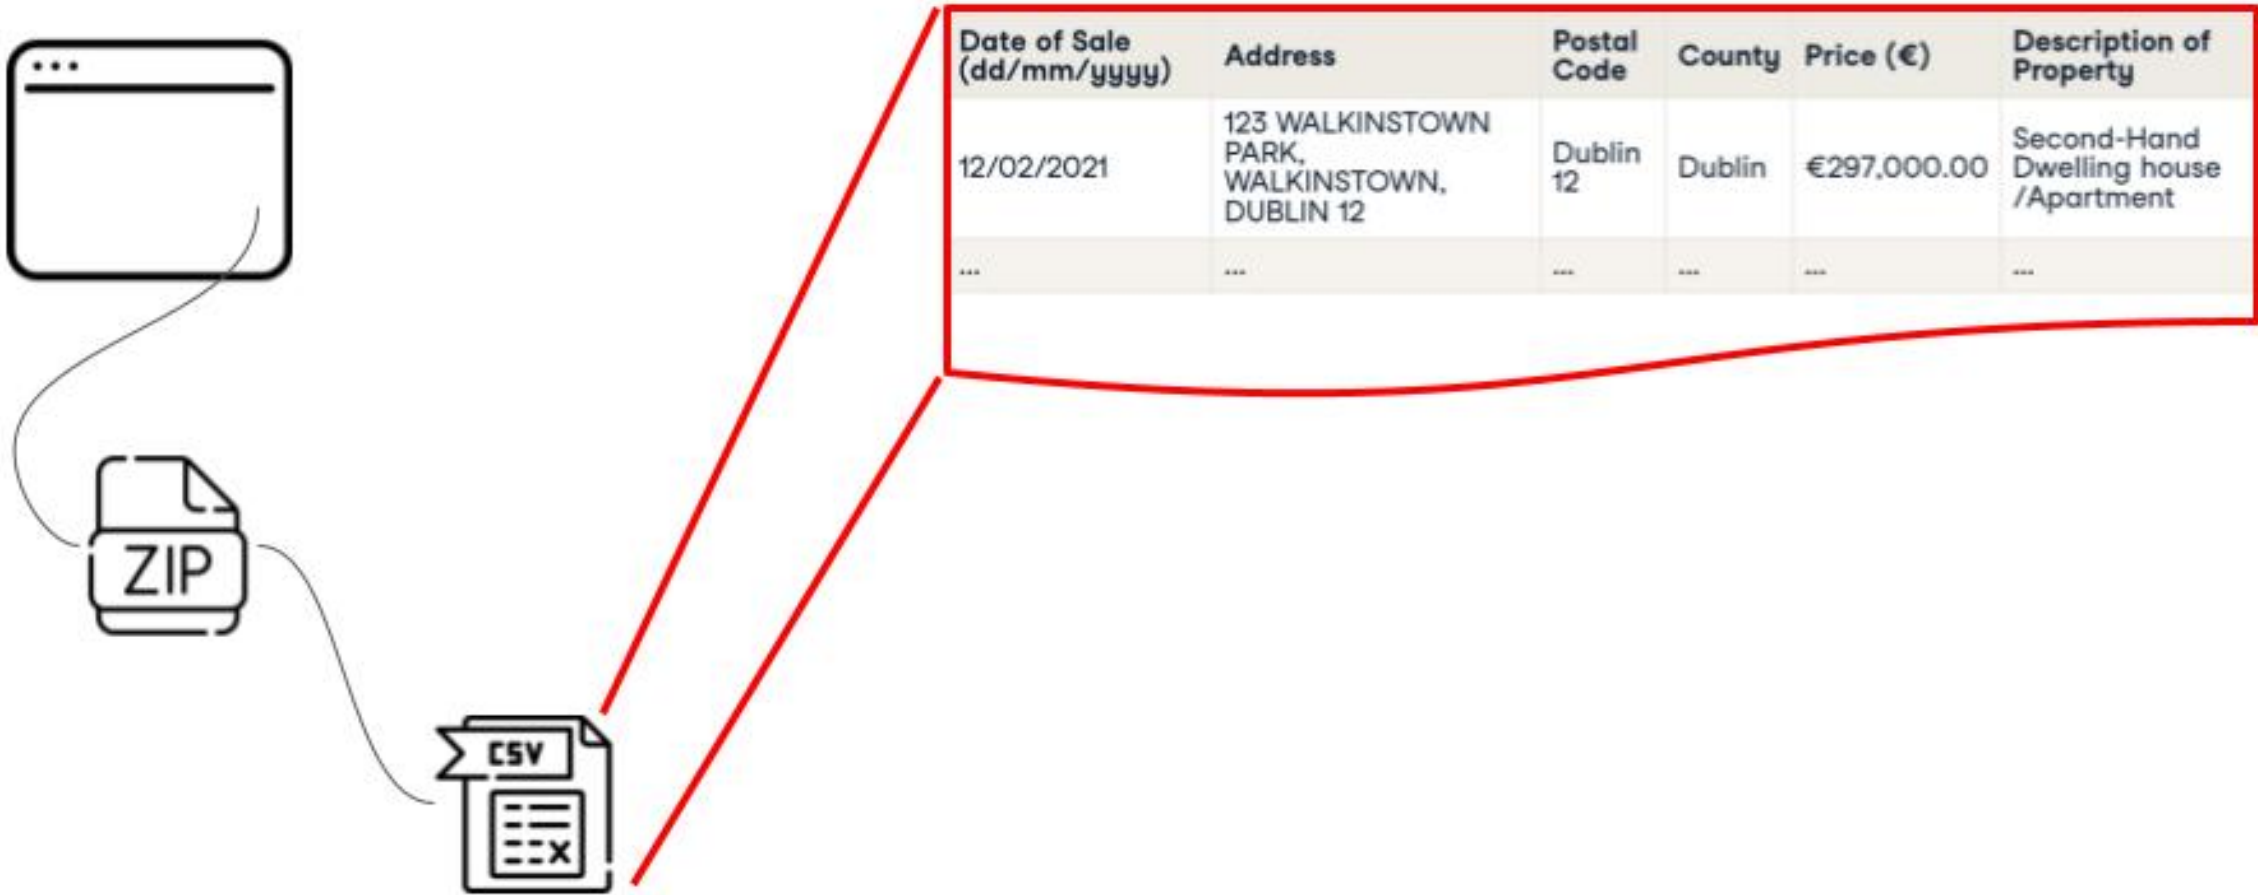 Date of Sale
(dd/mm/yyyy)
Address
Postal
Code
County
Price (€)
Description of
Property
12/02/2021
123 WALKINSTOWN
PARK,
WALKINSTOWN,
DUBLIN 12
Dublin
12
Dublin
€297,000.00
Second-Hand
Dwelling house
/Apartment
...
...
...
...
...
...
ZIP
CSV